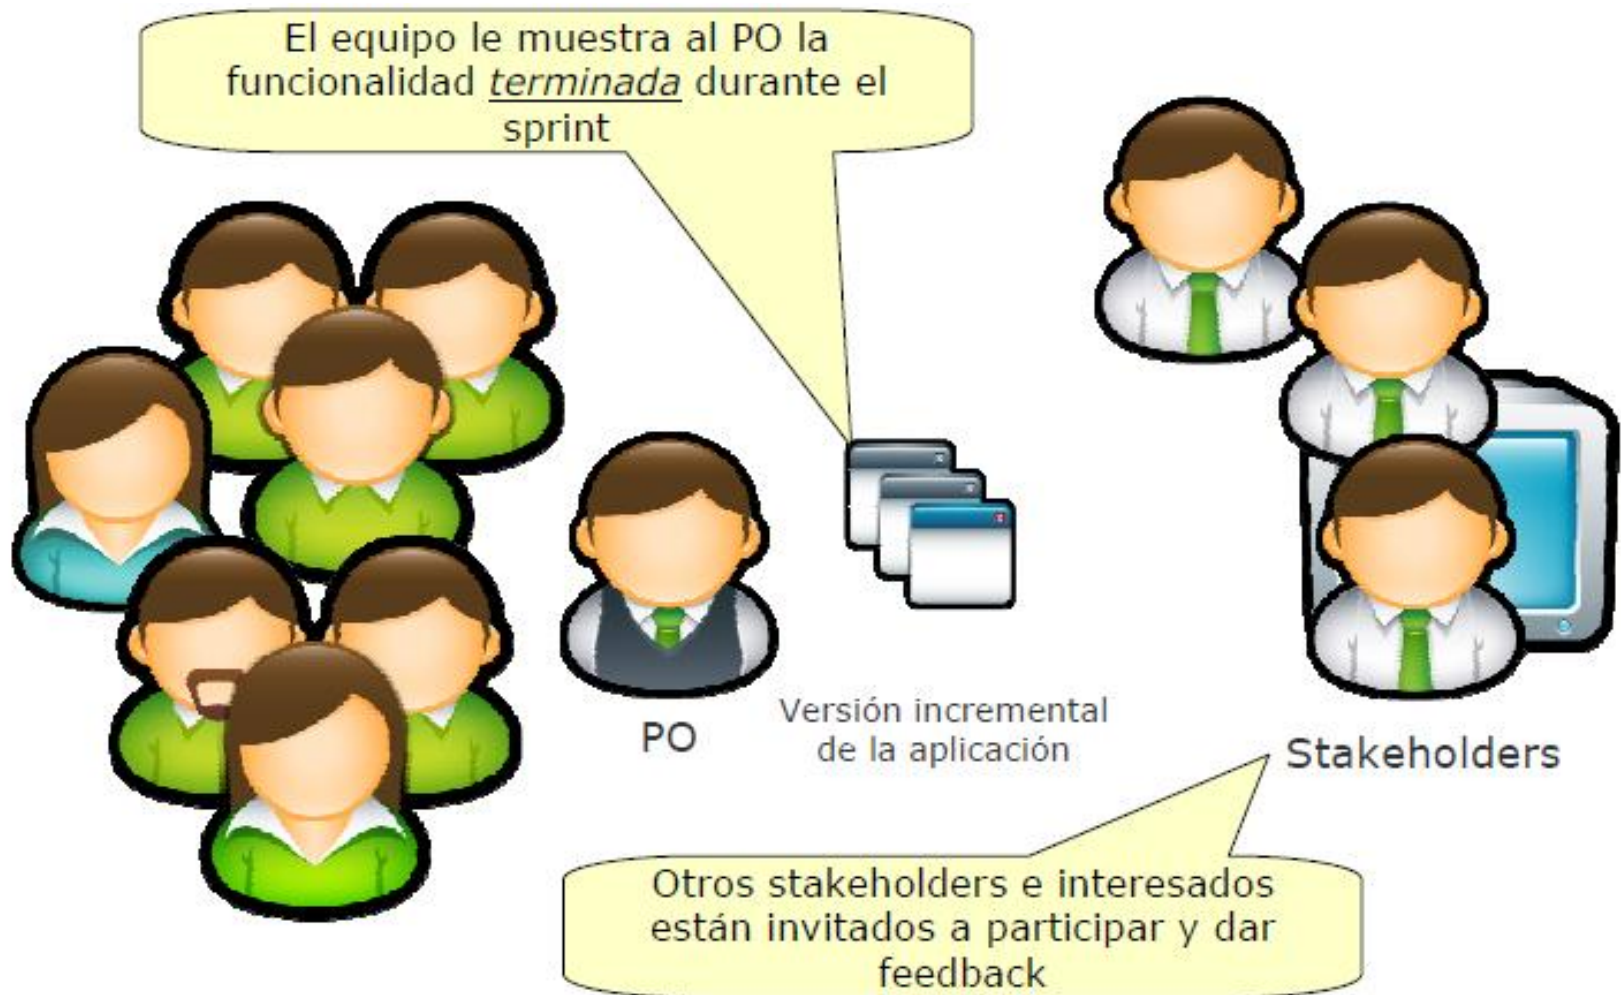 El equipo le muestra al PO la
funcionalidad terminada durante el
sprint
PO
Versión incremental
de la aplicación
Stakeholders
Otros stakeholders e interesados
están invitados a participar y dar
feedback